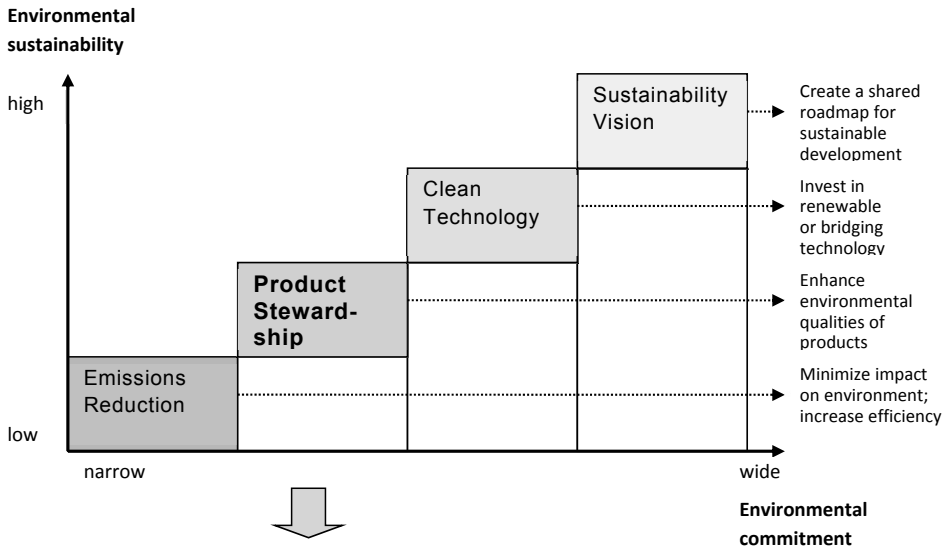 Environmental
sustainability
high
Sustainability
Vision
Create a shared
roadmap for
sustainable
development
Clean
Technology
Invest in
renewable
or bridging
technology
Product
Steward-
ship
Enhance
environmental
qualities of
products
Emissions
Reduction
Minimize impact
on environment;
increase efficiency
low
narrow
wide
Environmental
commitment